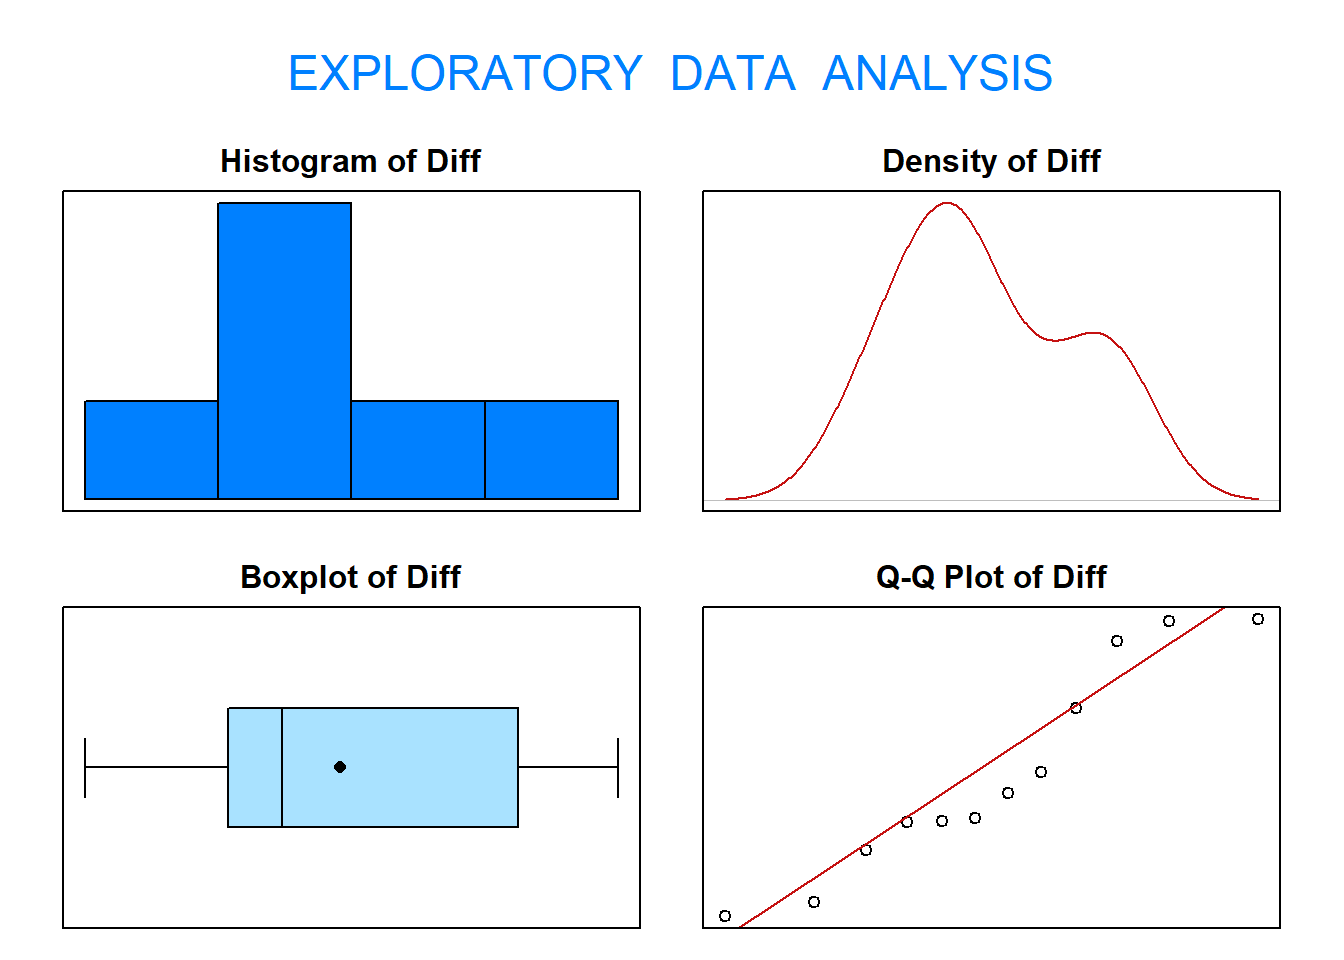 EXPLORATORY DATA ANALYSIS
Histogram of Diff
Density of Diff
Boxplot of Diff
Q-Q Plot of Diff